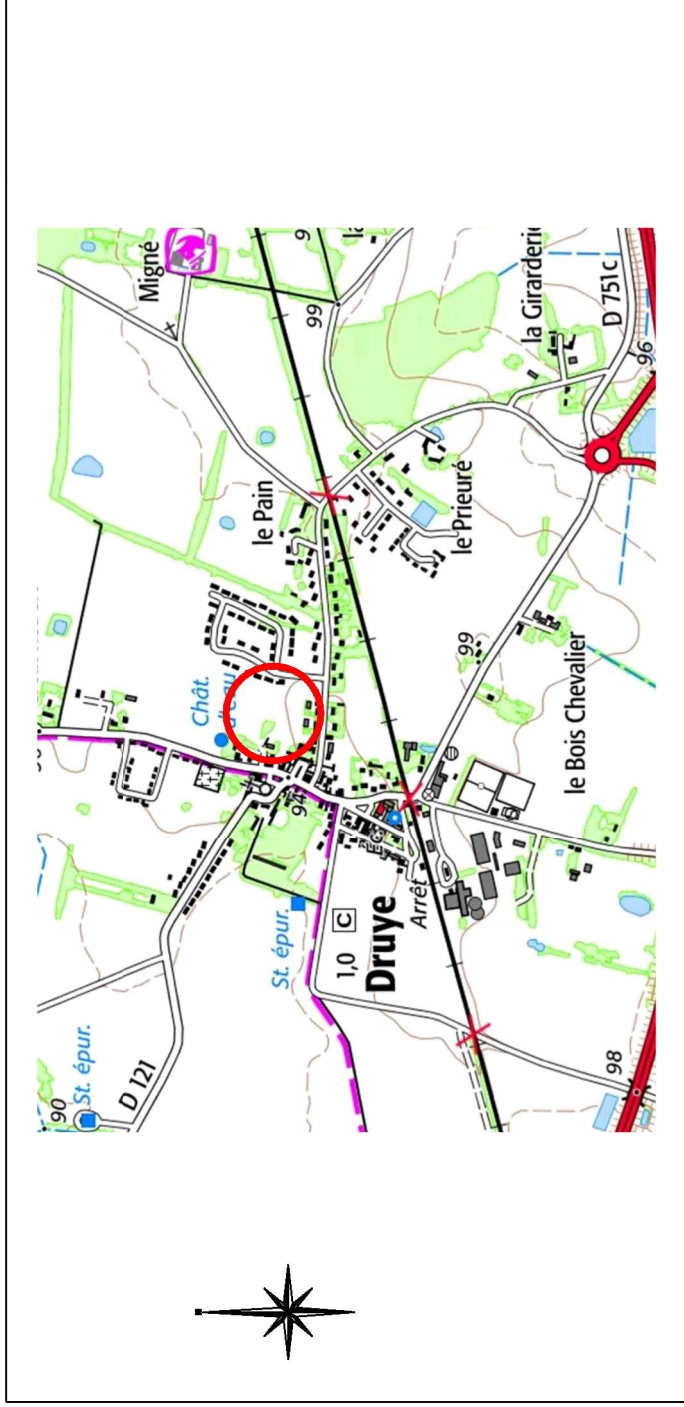 St. épur.
90
D 121
Migné
Chât.
d'eau
le Pain
99
94
St. épur.
1,0
C
Druye
Arrêt
le Prieuré
99
la Girarderie
D 751C
96
le Bois Chevalier
98